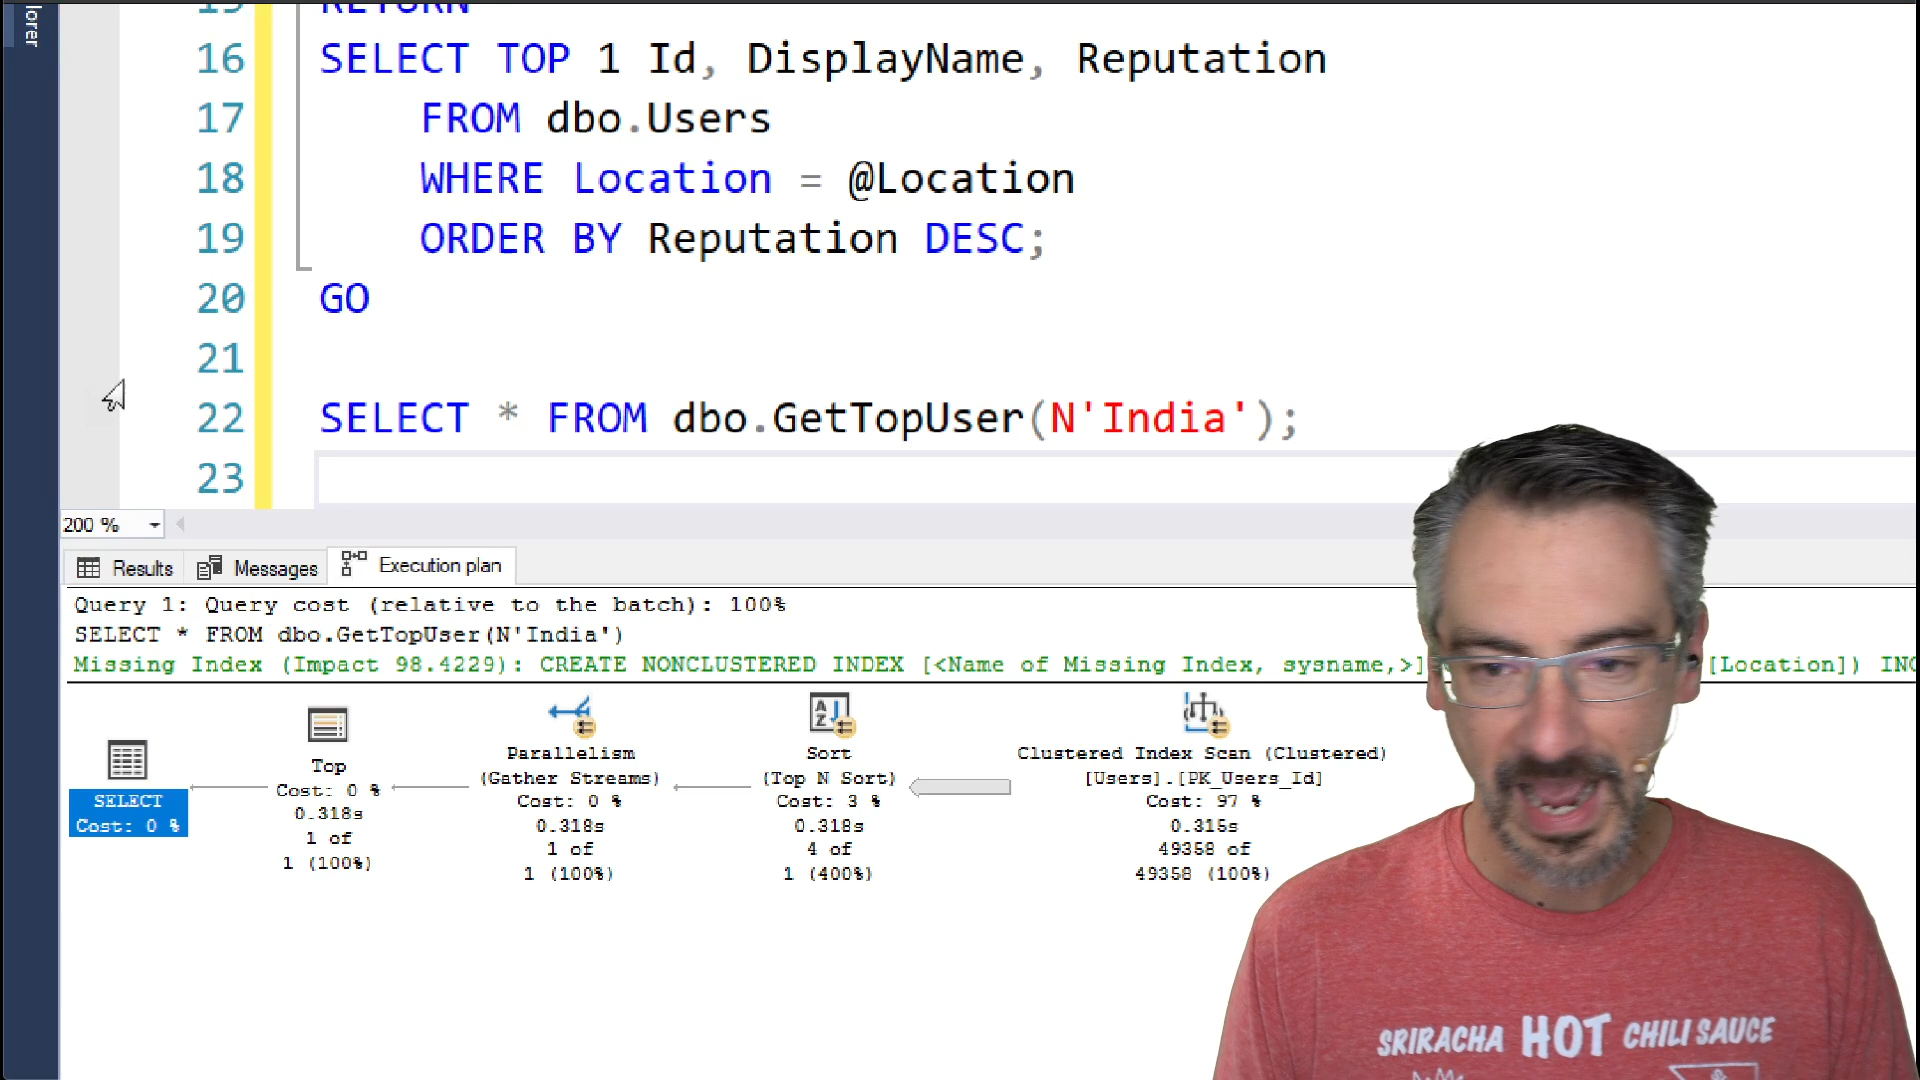 lorer
15 RETURN
16 SELECT TOP 1 Id, DisplayName, Reputation
17 FROM dbo.Users
18 WHERE Location = @Location
19 ORDER BY Reputation DESC;
20 GO
21
22 SELECT * FROM dbo.GetTopUser(N'India');
23
200 %
Results Messages Execution plan
Query 1: Query cost (relative to the batch): 100%
SELECT * FROM dbo.GetTopUser(N'India')
Missing Index (Impact 98.4229): CREATE NONCLUSTERED INDEX [<Name of Missing Index, sysname,>] [Location]) INC
SELECT
Cost: 0 %
Top
Cost: 0 %
0.318s
1 of
1 (100%)
Parallelism
(Gather Streams)
Cost: 0 %
0.318s
1 of
1 (100%)
Sort
(Top N Sort)
Cost: 3 %
0.318s
4 of
1 (400%)
Clustered Index Scan (Clustered)
[Users].[PK_Users_Id]
Cost: 97 %
0.315s
49358 of
49358 (100%)
SRIRACHA HOT CHILI SAUCE